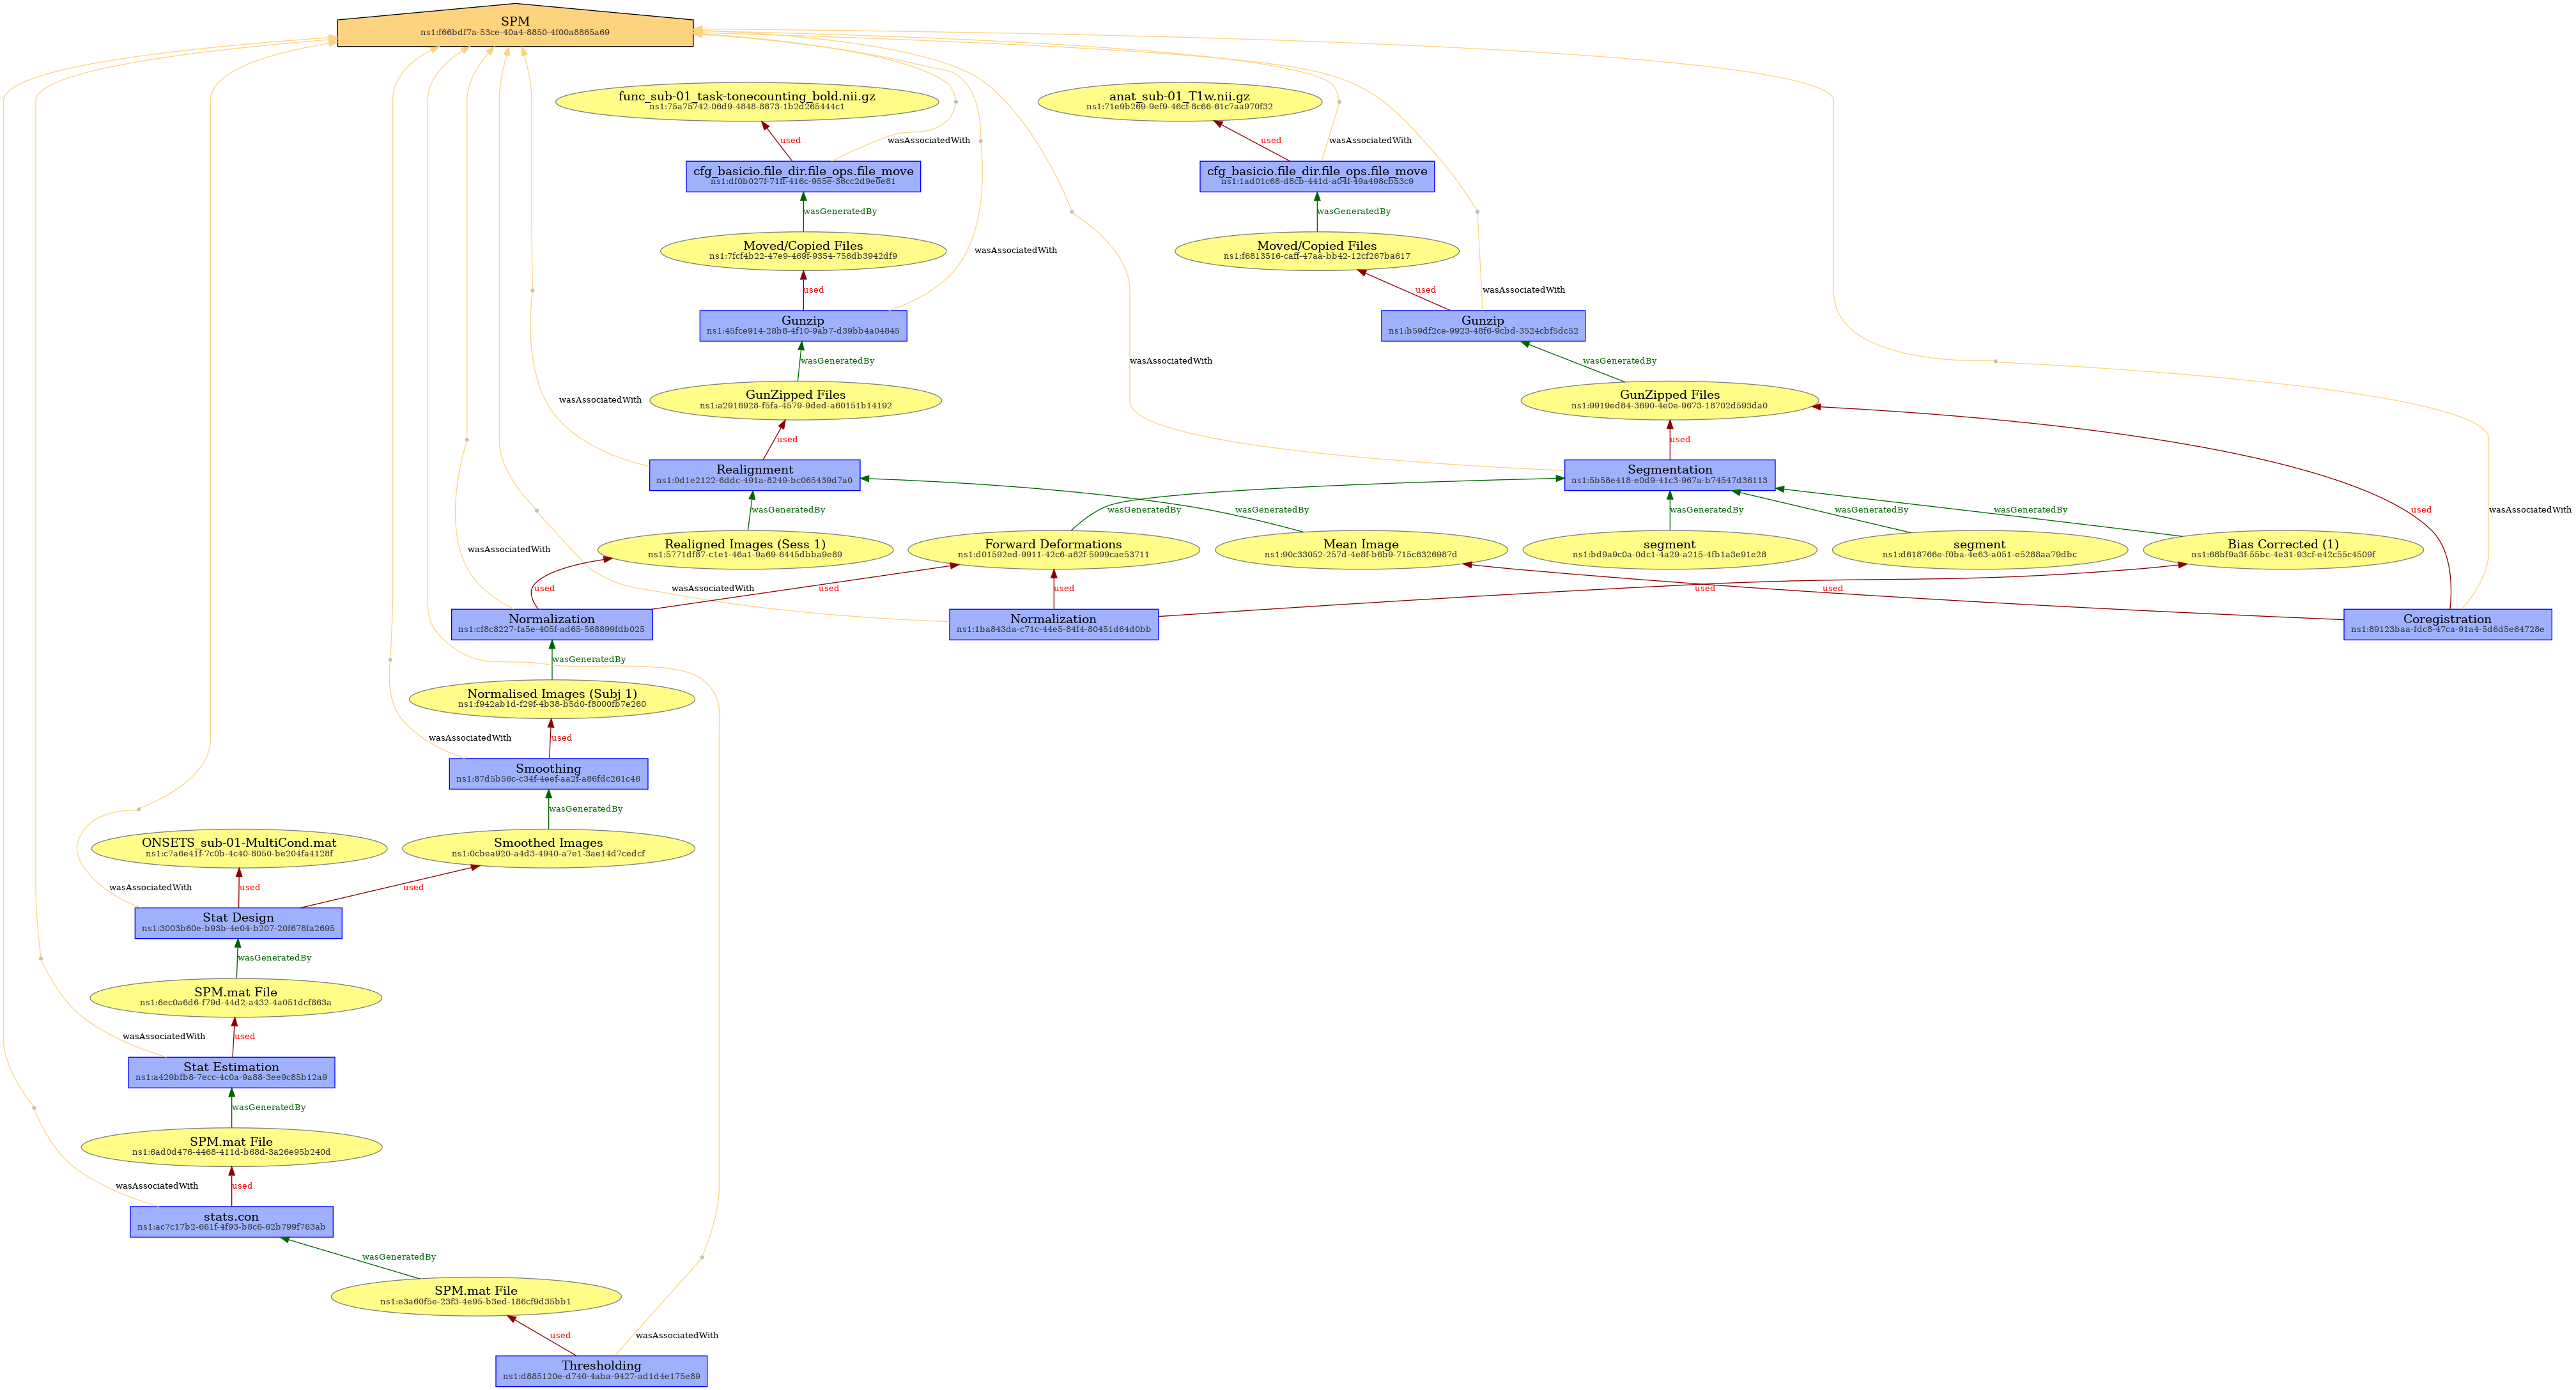 SPM
ns1:f66bdf7a-53ce-40a4-8850-4f00a8865a69
func_sub-01_task-tonecounting_bold.nii.gz
ns1:75a75742-06d9-4848-8873-1b2d265444c1
anat_sub-01_T1w.nii.gz
ns1:71e9b269-9ef9-46cf-8c66-61c7aa970f32
used
wasAssociatedWith
used
wasAssociatedWith
cfg_basicio.file_dir.file_ops.file_move
ns1:df0b027f-71ff-416c-955e-36cc2d9e0e81
cfg_basicio.file_dir.file_ops.file_move
ns1:1ad01c68-d8cb-441d-a04f-49a498cb53c9
wasGeneratedBy
wasGeneratedBy
Moved/Copied Files
ns1:7fcf4b22-47e9-469f-9354-756db3942df9
Moved/Copied Files
ns1:f6813516-caff-47aa-bb42-12cf267ba617
wasAssociatedWith
used
used
wasAssociatedWith
Gunzip
ns1:45fce914-28b8-4f10-9ab7-d39bb4a04845
Gunzip
ns1:b59df2ce-9923-48f6-9cbd-3524cbf5dc52
wasGeneratedBy
wasAssociatedWith
wasGeneratedBy
GunZipped Files
ns1:a2916928-f5fa-4579-9ded-a60151b14192
GunZipped Files
ns1:9919ed84-3690-4e0e-9673-18702d593da0
wasAssociatedWith
used
used
Realignment
ns1:0d1e2122-6ddc-491a-8249-bc065439d7a0
Segmentation
ns1:5b58e418-e0d9-41c3-967a-b74547d36113
wasGeneratedBy
wasGeneratedBy
wasGeneratedBy
wasGeneratedBy
wasGeneratedBy
wasGeneratedBy
used
wasAssociatedWith
Realigned Images (Sess 1)
ns1:5771df87-c1e1-46a1-9a69-6445dbba9e89
Forward Deformations
ns1:d01592ed-9911-42c6-a82f-5999cae53711
Mean Image
ns1:90c33052-257d-4e8f-b6b9-715c6326987d
segment
ns1:bd9a9c0a-0dc1-4a29-a215-4fb1a3e91e28
segment
ns1:d618766e-f0ba-4e63-a051-e5288aa79dbc
Bias Corrected (1)
ns1:68bf9a3f-55bc-4e31-93cf-e42c55c4509f
wasAssociatedWith
used
wasAssociatedWith
used
used
used
used
Normalization
ns1:cf8c8227-fa5e-405f-ad65-568899fdb025
Normalization
ns1:1ba843da-c71c-44e5-84f4-80451d64d0bb
Coregistration
ns1:89123baa-fdc8-47ca-91a4-5d6d5e64728e
wasGeneratedBy
Normalised Images (Subj 1)
ns1:f942ab1d-f29f-4b38-b5d0-f8000fb7e260
wasAssociatedWith
used
Smoothing
ns1:87d5b56c-c34f-4eef-aa2f-a86fdc261c46
wasGeneratedBy
ONSETS_sub-01-MultiCond.mat
ns1:c7a6e41f-7c0b-4c40-8050-be204fa4128f
Smoothed Images
ns1:0cbea920-a4d3-4940-a7e1-3ae14d7cedcf
wasAssociatedWith
used
used
Stat Design
ns1:3003b60e-b93b-4e04-b207-20f678fa2695
wasGeneratedBy
SPM.mat File
ns1:6ec0a6d6-f79d-44d2-a432-4a051dcf863a
wasAssociatedWith
used
Stat Estimation
ns1:a429bfb8-7ecc-4c0a-9a88-3ee9c85b12a9
wasGeneratedBy
SPM.mat File
ns1:6ad0d476-4468-411d-b68d-3a26e95b240d
wasAssociatedWith
used
stats.con
ns1:ac7c17b2-661f-4f93-b8c6-62b799f763ab
wasGeneratedBy
SPM.mat File
ns1:e3a60f5e-23f3-4e95-b3ed-186cf9d35bb1
used
wasAssociatedWith
Thresholding
ns1:d885120e-d740-4aba-9427-ad1d4e175e89